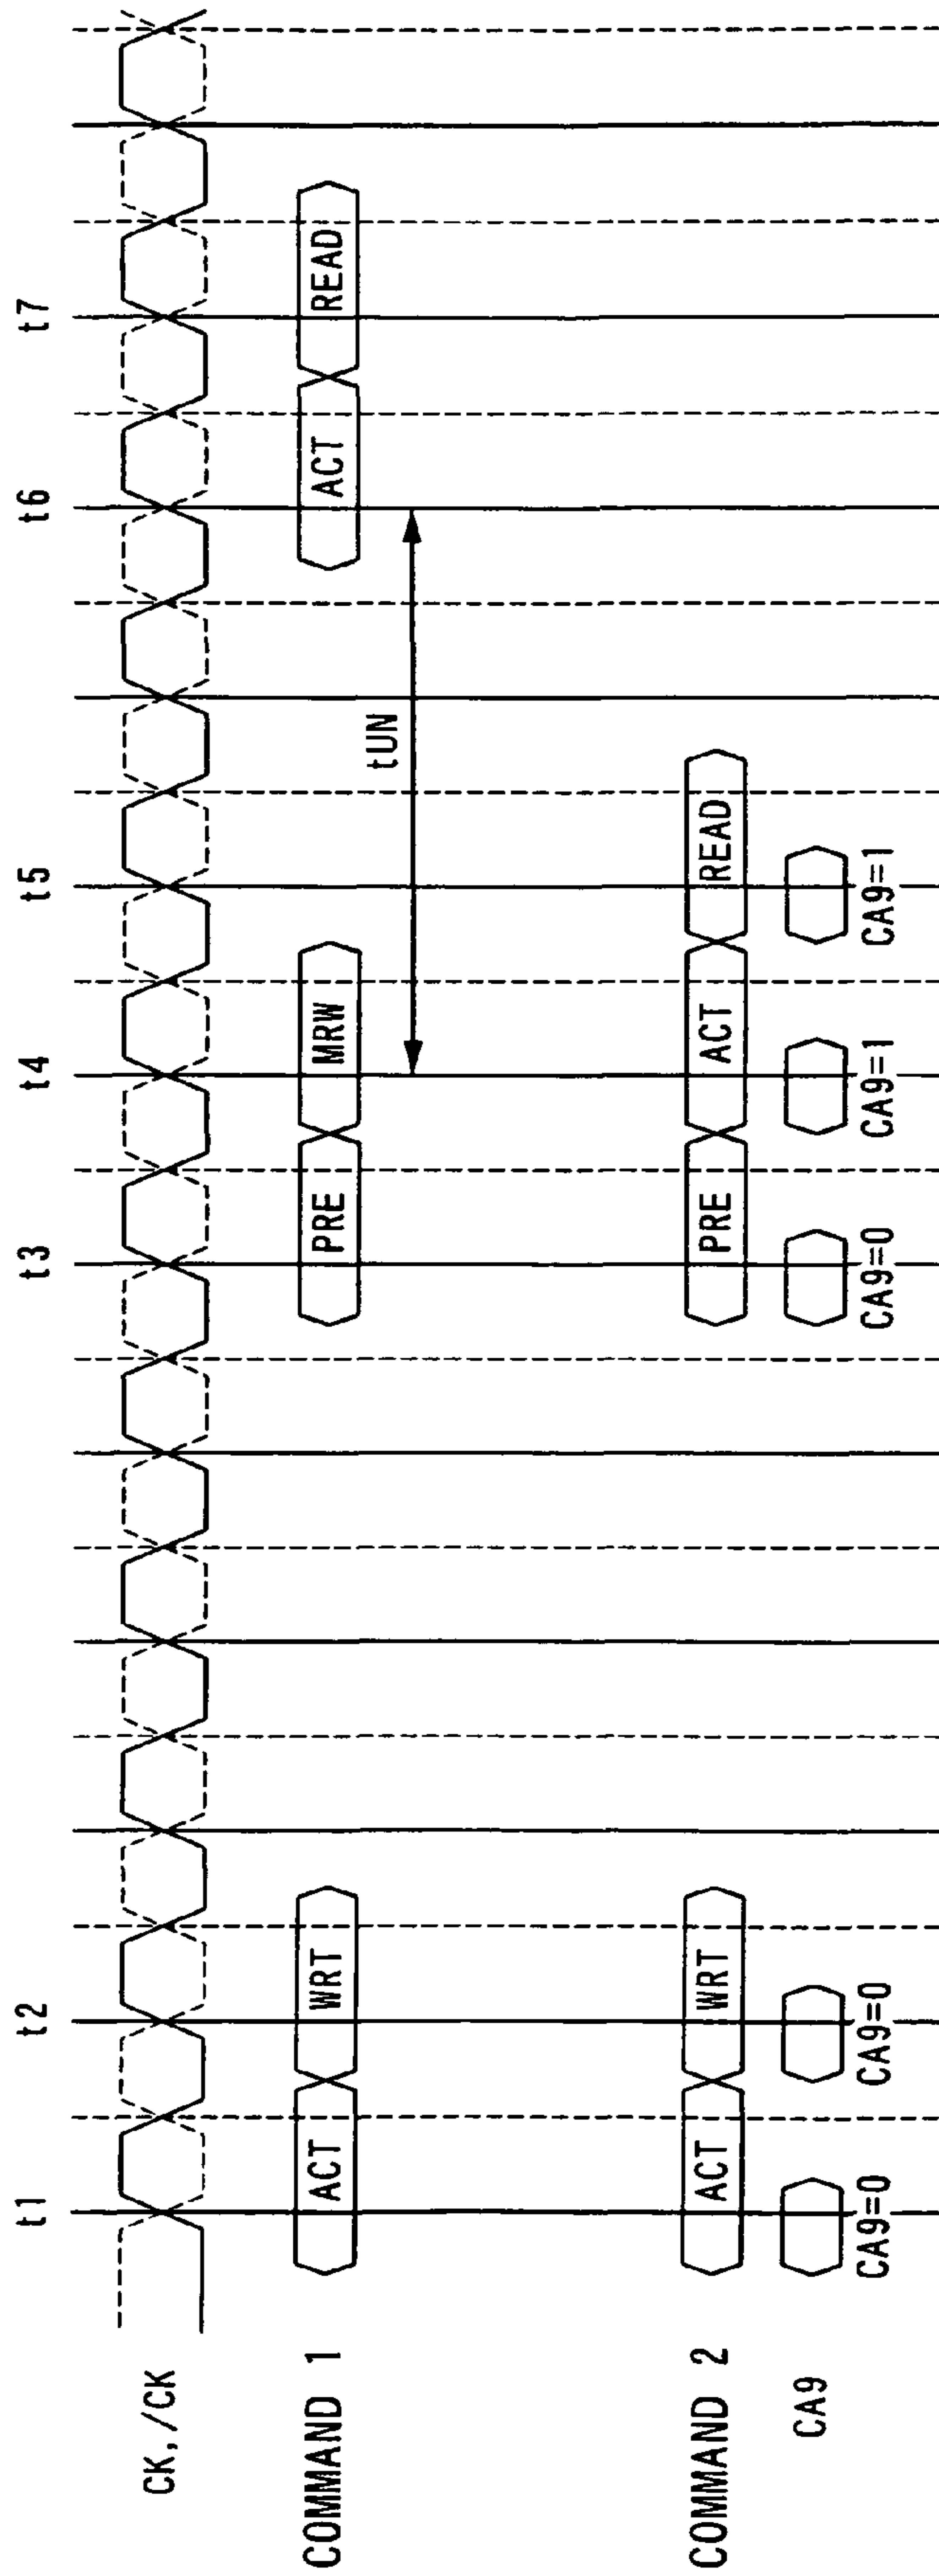 t1 t2 t3 t4 t5 t6 t7
CK, /CK
COMMAND 1 ACT WRT PRE MRW ACT READ
tUN
COMMAND 2 ACT WRT PRE ACT READ
CA9
CA9=0 CA9=0 CA9=0 CA9=1 CA9=1